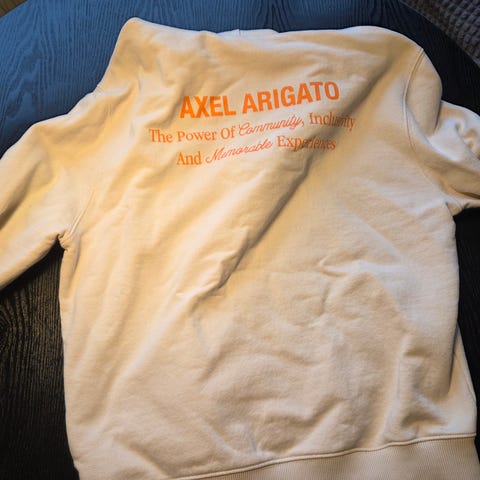 AXEL ARIGATO
The Power Of Community, Inclusivity
And Memorable Experiences